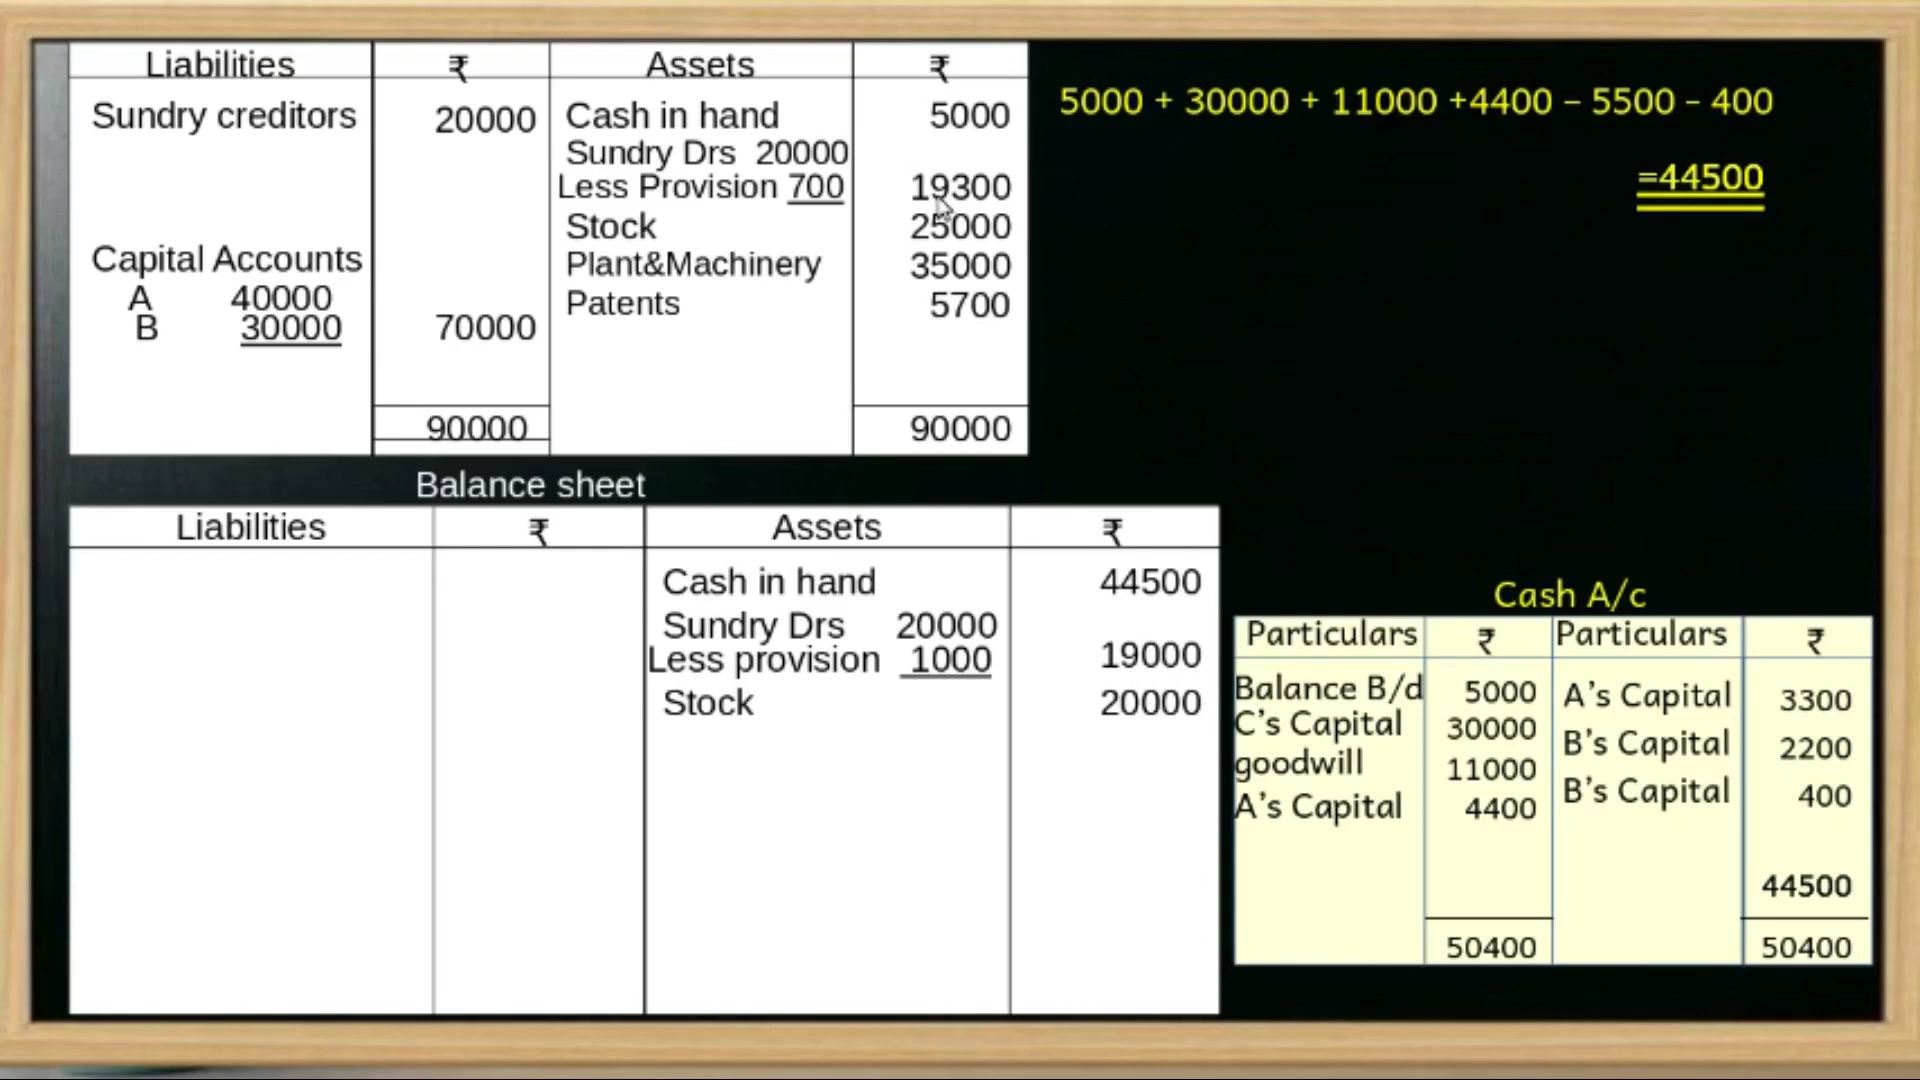 Liabilities ₹ Assets ₹
Sundry creditors 20000 Cash in hand 5000
Sundry Drs 20000
Less Provision 700 19300
Stock 25000
Capital Accounts Plant&Machinery 35000
A 40000 Patents 5700
B 30000 70000
90000 90000
5000 + 30000 + 11000 +4400 – 5500 – 400
=44500
Balance sheet
Liabilities ₹ Assets ₹
Cash in hand 44500
Sundry Drs 20000
Less provision 1000 19000
Stock 20000
Cash A/c
Particulars ₹ Particulars ₹
Balance B/d 5000 A’s Capital 3300
C’s Capital 30000 B’s Capital 2200
goodwill 11000 B’s Capital 400
A’s Capital 4400
44500
50400 50400